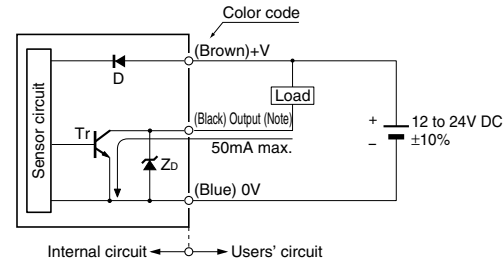 Color code
(Brown)+V
D
Load
Sensor circuit
Tr
(Black) Output (Note)
+
12 to 24V DC
50mA max.
−
±10%
ZD
(Blue) 0V
Internal circuit
Users' circuit